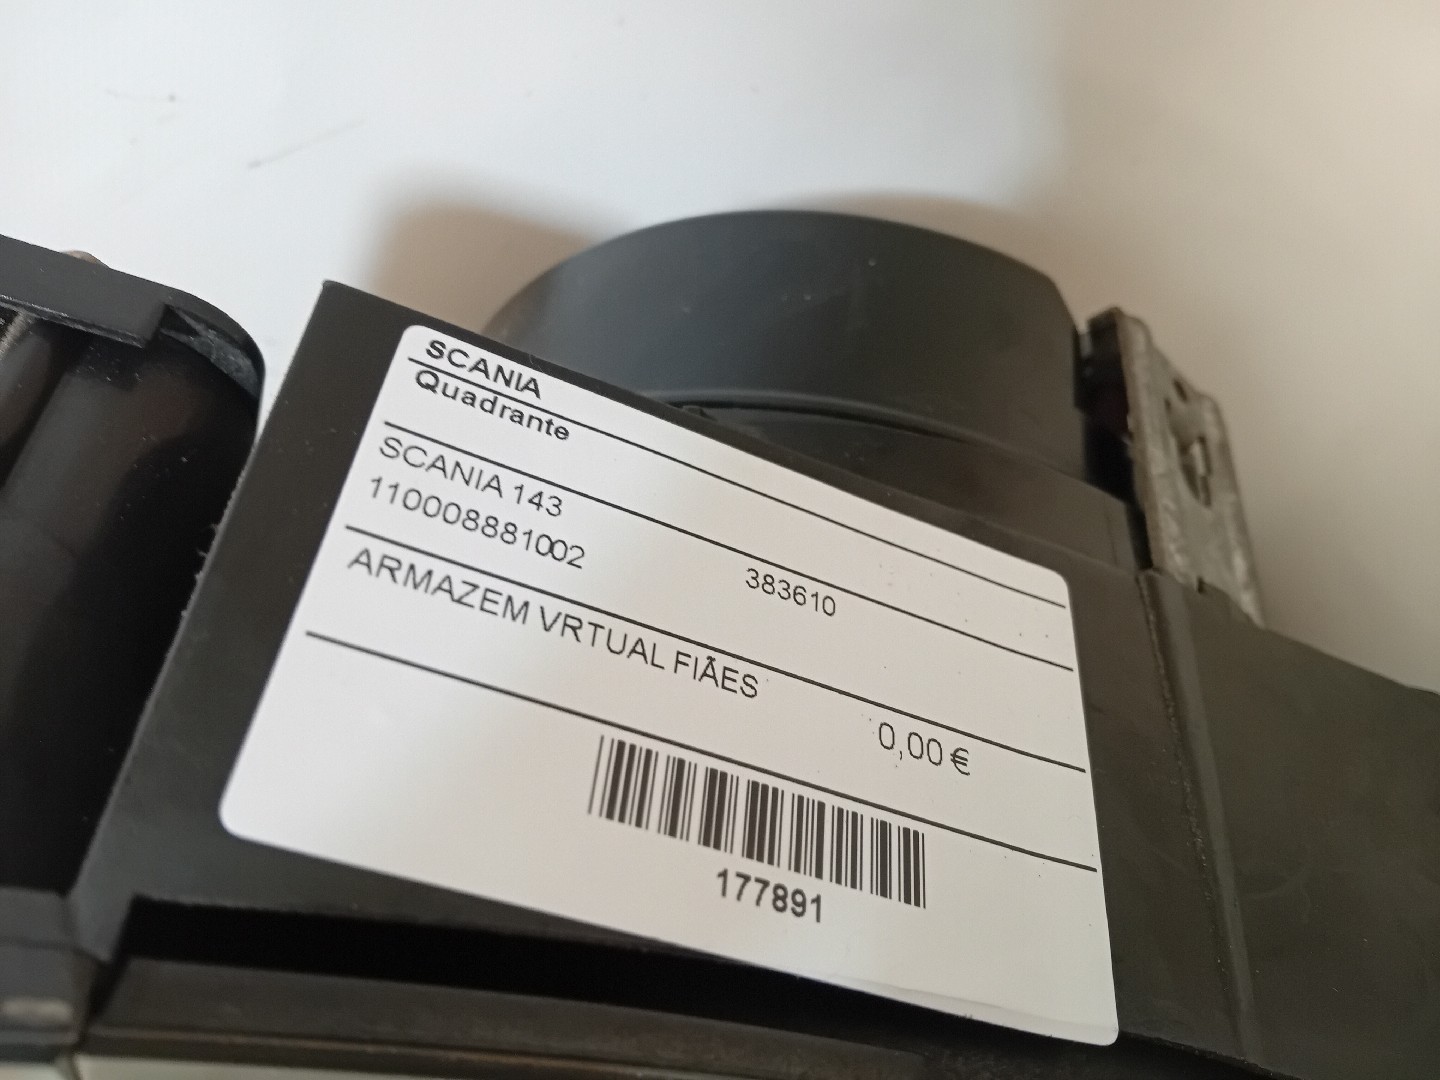 SCANIA
Quadrante
SCANIA 143
383610
110008881002
ARMAZEM VRTUAL FIÃES
0,00 €
177891